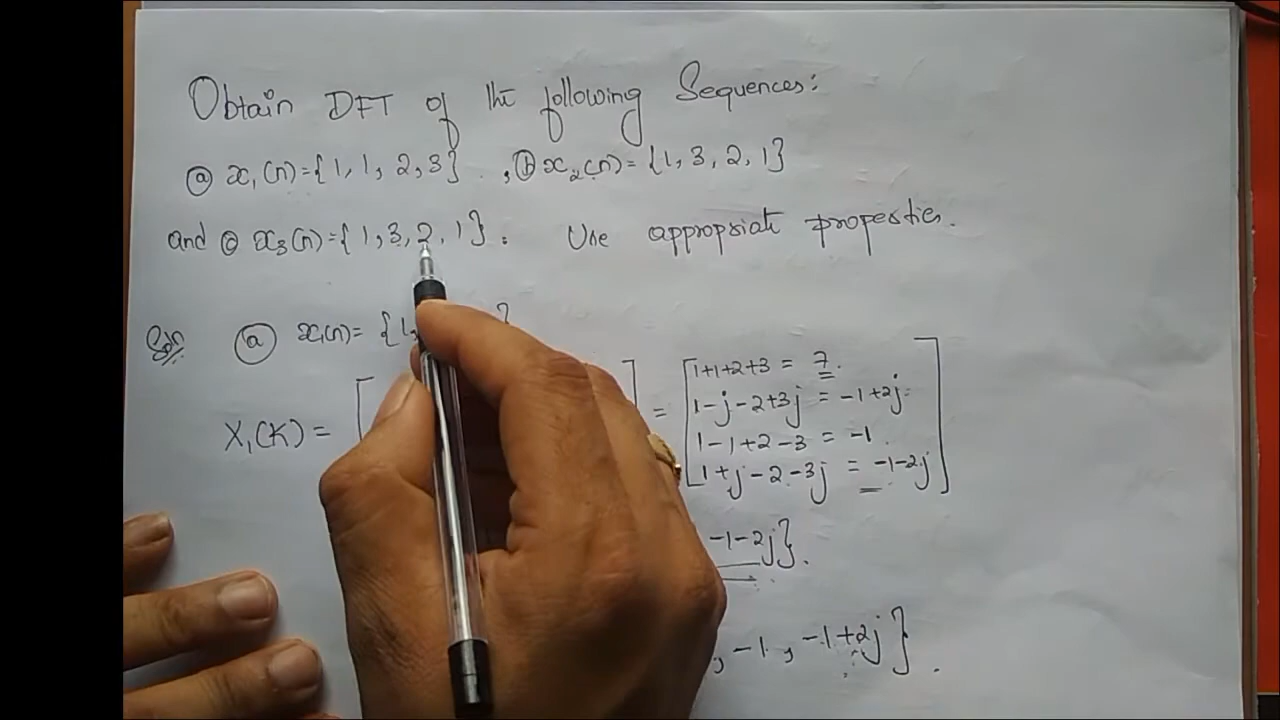 Obtain DFT of the following Sequences:
(a) x₁(n)={1, 1, 2, 3} , (b) x₂(n)={1, 3, 2, 1}
and (c) x₃(n)={1, 3, 2, 1}. Use appropriate properties.
Soln (a) x₁(n)= {1, }
X₁(K) = [ ] = [1+1+2+3 = 7.
1-j-2+3j = -1+2j
1-1+2-3 = -1.
1+j-2-3j = -1-2j]
-1-2j}.
, -1, -1+2j}.